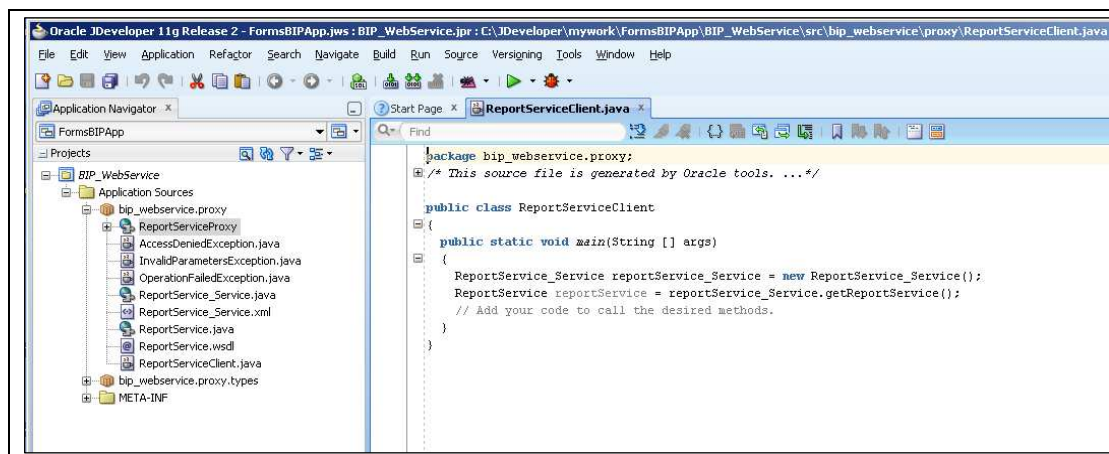 Oracle JDeveloper 11g Release 2 - FormsBIPApp.jws : BIP_WebService.jpr : C:\JDeveloper\mywork\FormsBIPApp\BIP_WebService\src\bip_webservice\proxy\ReportServiceClient.java
File Edit View Application Refactor Search Navigate Build Run Source Versioning Tools Window Help
Application Navigator
Start Page ReportServiceClient.java
FormsBIPApp
Find
Projects
BIP_WebService
Application Sources
bip_webservice.proxy
ReportServiceProxy
AccessDeniedException.java
InvalidParametersException.java
OperationFailedException.java
ReportService_Service.java
ReportService_Service.xml
ReportService.java
ReportService.wsdl
ReportServiceClient.java
bip_webservice.proxy.types
META-INF
package bip_webservice.proxy;
/* This source file is generated by Oracle tools. ...*/
public class ReportServiceClient
{
public static void main(String [] args)
{
ReportService_Service reportService_Service = new ReportService_Service();
ReportService reportService = reportService_Service.getReportService();
// Add your code to call the desired methods.
}
}